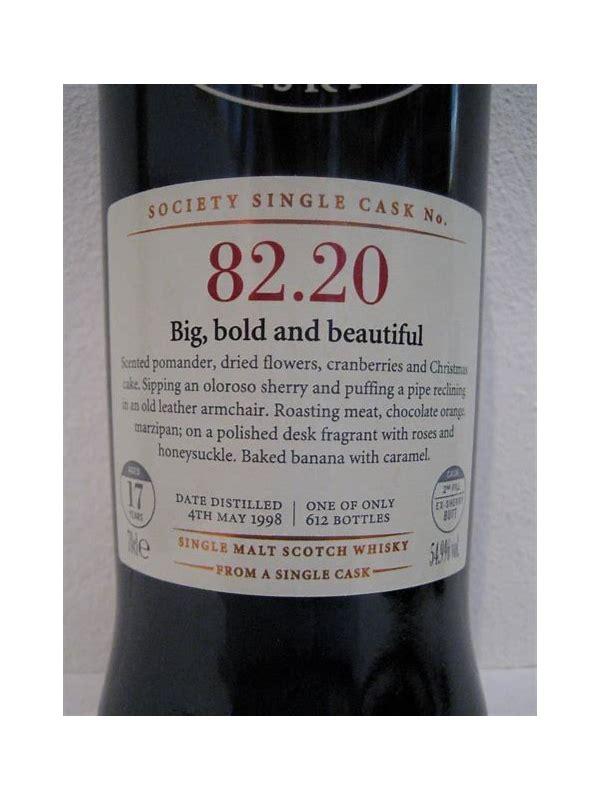 SOCIETY SINGLE CASK No.
82.20
Big, bold and beautiful
Scented pomander, dried flowers, cranberries and Christmas
cake. Sipping an oloroso sherry and puffing a pipe reclining
in an old leather armchair. Roasting meat, chocolate orange,
marzipan; on a polished desk fragrant with roses and
honeysuckle. Baked banana with caramel.
AGED
17
YEARS
DATE DISTILLED
4TH MAY 1998
ONE OF ONLY
612 BOTTLES
CASK
2ND FILL
EX-SHERRY
BUTT
70cl e
SINGLE MALT SCOTCH WHISKY
54.9% vol
FROM A SINGLE CASK